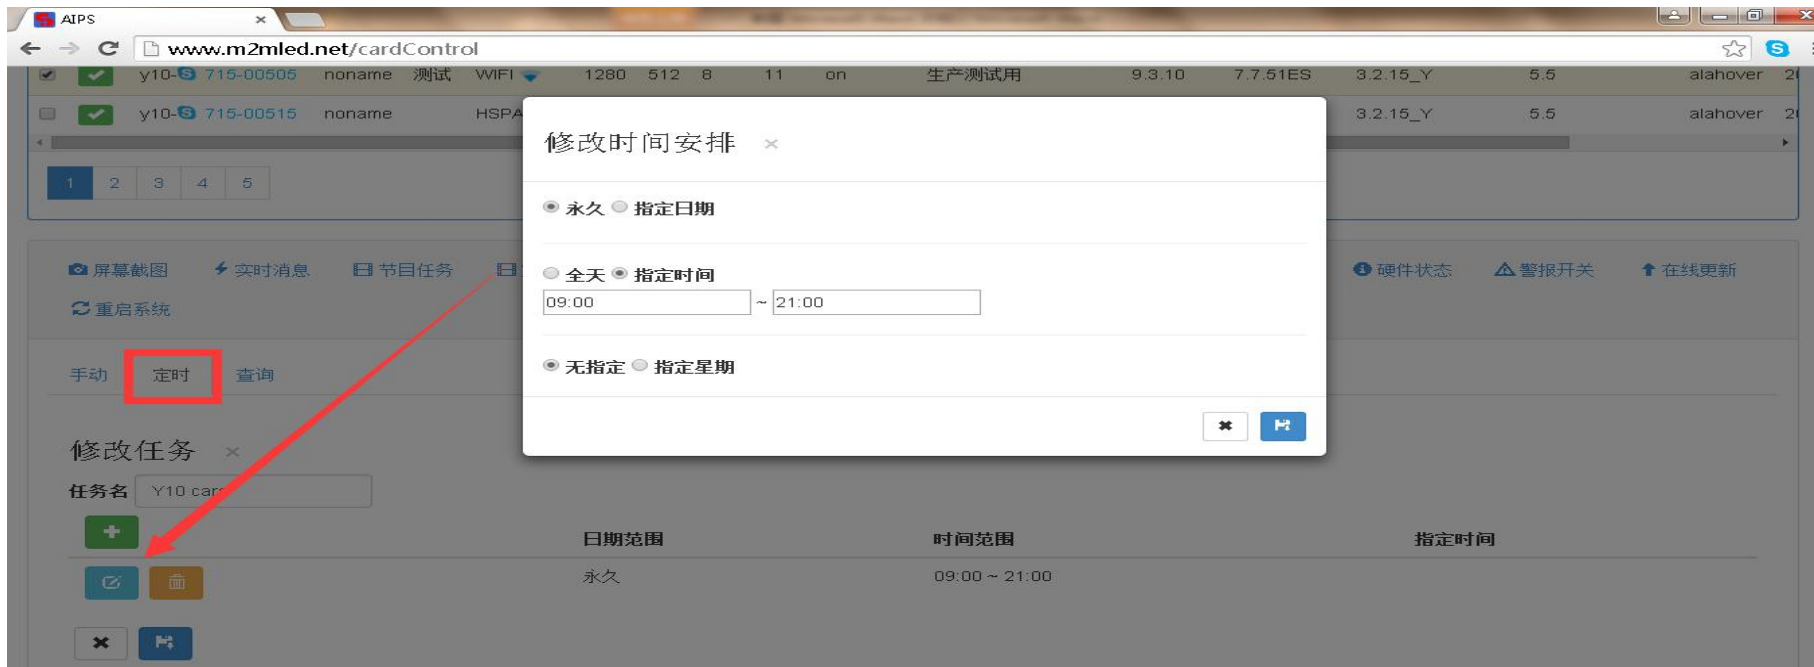 AIPS
www.m2mled.net/cardControl
y10- 715-00505 noname 测试 WIFI 1280 512 8 11 on 生产测试用 9.3.10 7.7.51ES 3.2.15_Y 5.5 alahover
y10- 715-00515 noname HSPA 3.2.15_Y 5.5 alahover
1 2 3 4 5
修改时间安排 ×
永久 指定日期
全天 指定时间
09:00 ~ 21:00
无指定 指定星期
屏幕截图 实时消息 节目任务 硬件状态 警报开关 在线更新
重启系统
手动 定时 查询
修改任务 ×
任务名 Y10 car
日期范围 时间范围 指定时间
永久 09:00 ~ 21:00